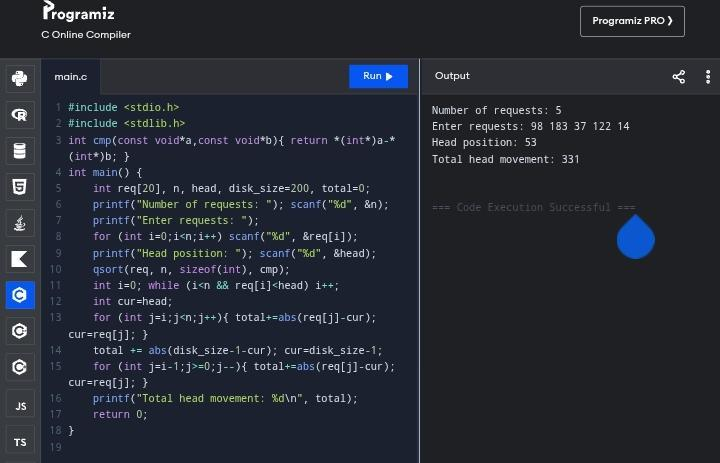 Programiz
C Online Compiler
Programiz PRO ❯
main.c
Run
Output
1 #include <stdio.h>
2 #include <stdlib.h>
3 int cmp(const void*a,const void*b){ return *(int*)a-*
(int*)b; }
4 int main() {
5 int req[20], n, head, disk_size=200, total=0;
6 printf("Number of requests: "); scanf("%d", &n);
7 printf("Enter requests: ");
8 for (int i=0;i<n;i++) scanf("%d", &req[i]);
9 printf("Head position: "); scanf("%d", &head);
10 qsort(req, n, sizeof(int), cmp);
11 int i=0; while (i<n && req[i]<head) i++;
12 int cur=head;
13 for (int j=i;j<n;j++){ total+=abs(req[j]-cur);
cur=req[j]; }
14 total += abs(disk_size-1-cur); cur=disk_size-1;
15 for (int j=i-1;j>=0;j--){ total+=abs(req[j]-cur);
cur=req[j]; }
16 printf("Total head movement: %d\n", total);
17 return 0;
18 }
19
Number of requests: 5
Enter requests: 98 183 37 122 14
Head position: 53
Total head movement: 331
=== Code Execution Successful ===
R
5
C
C
C
JS
TS